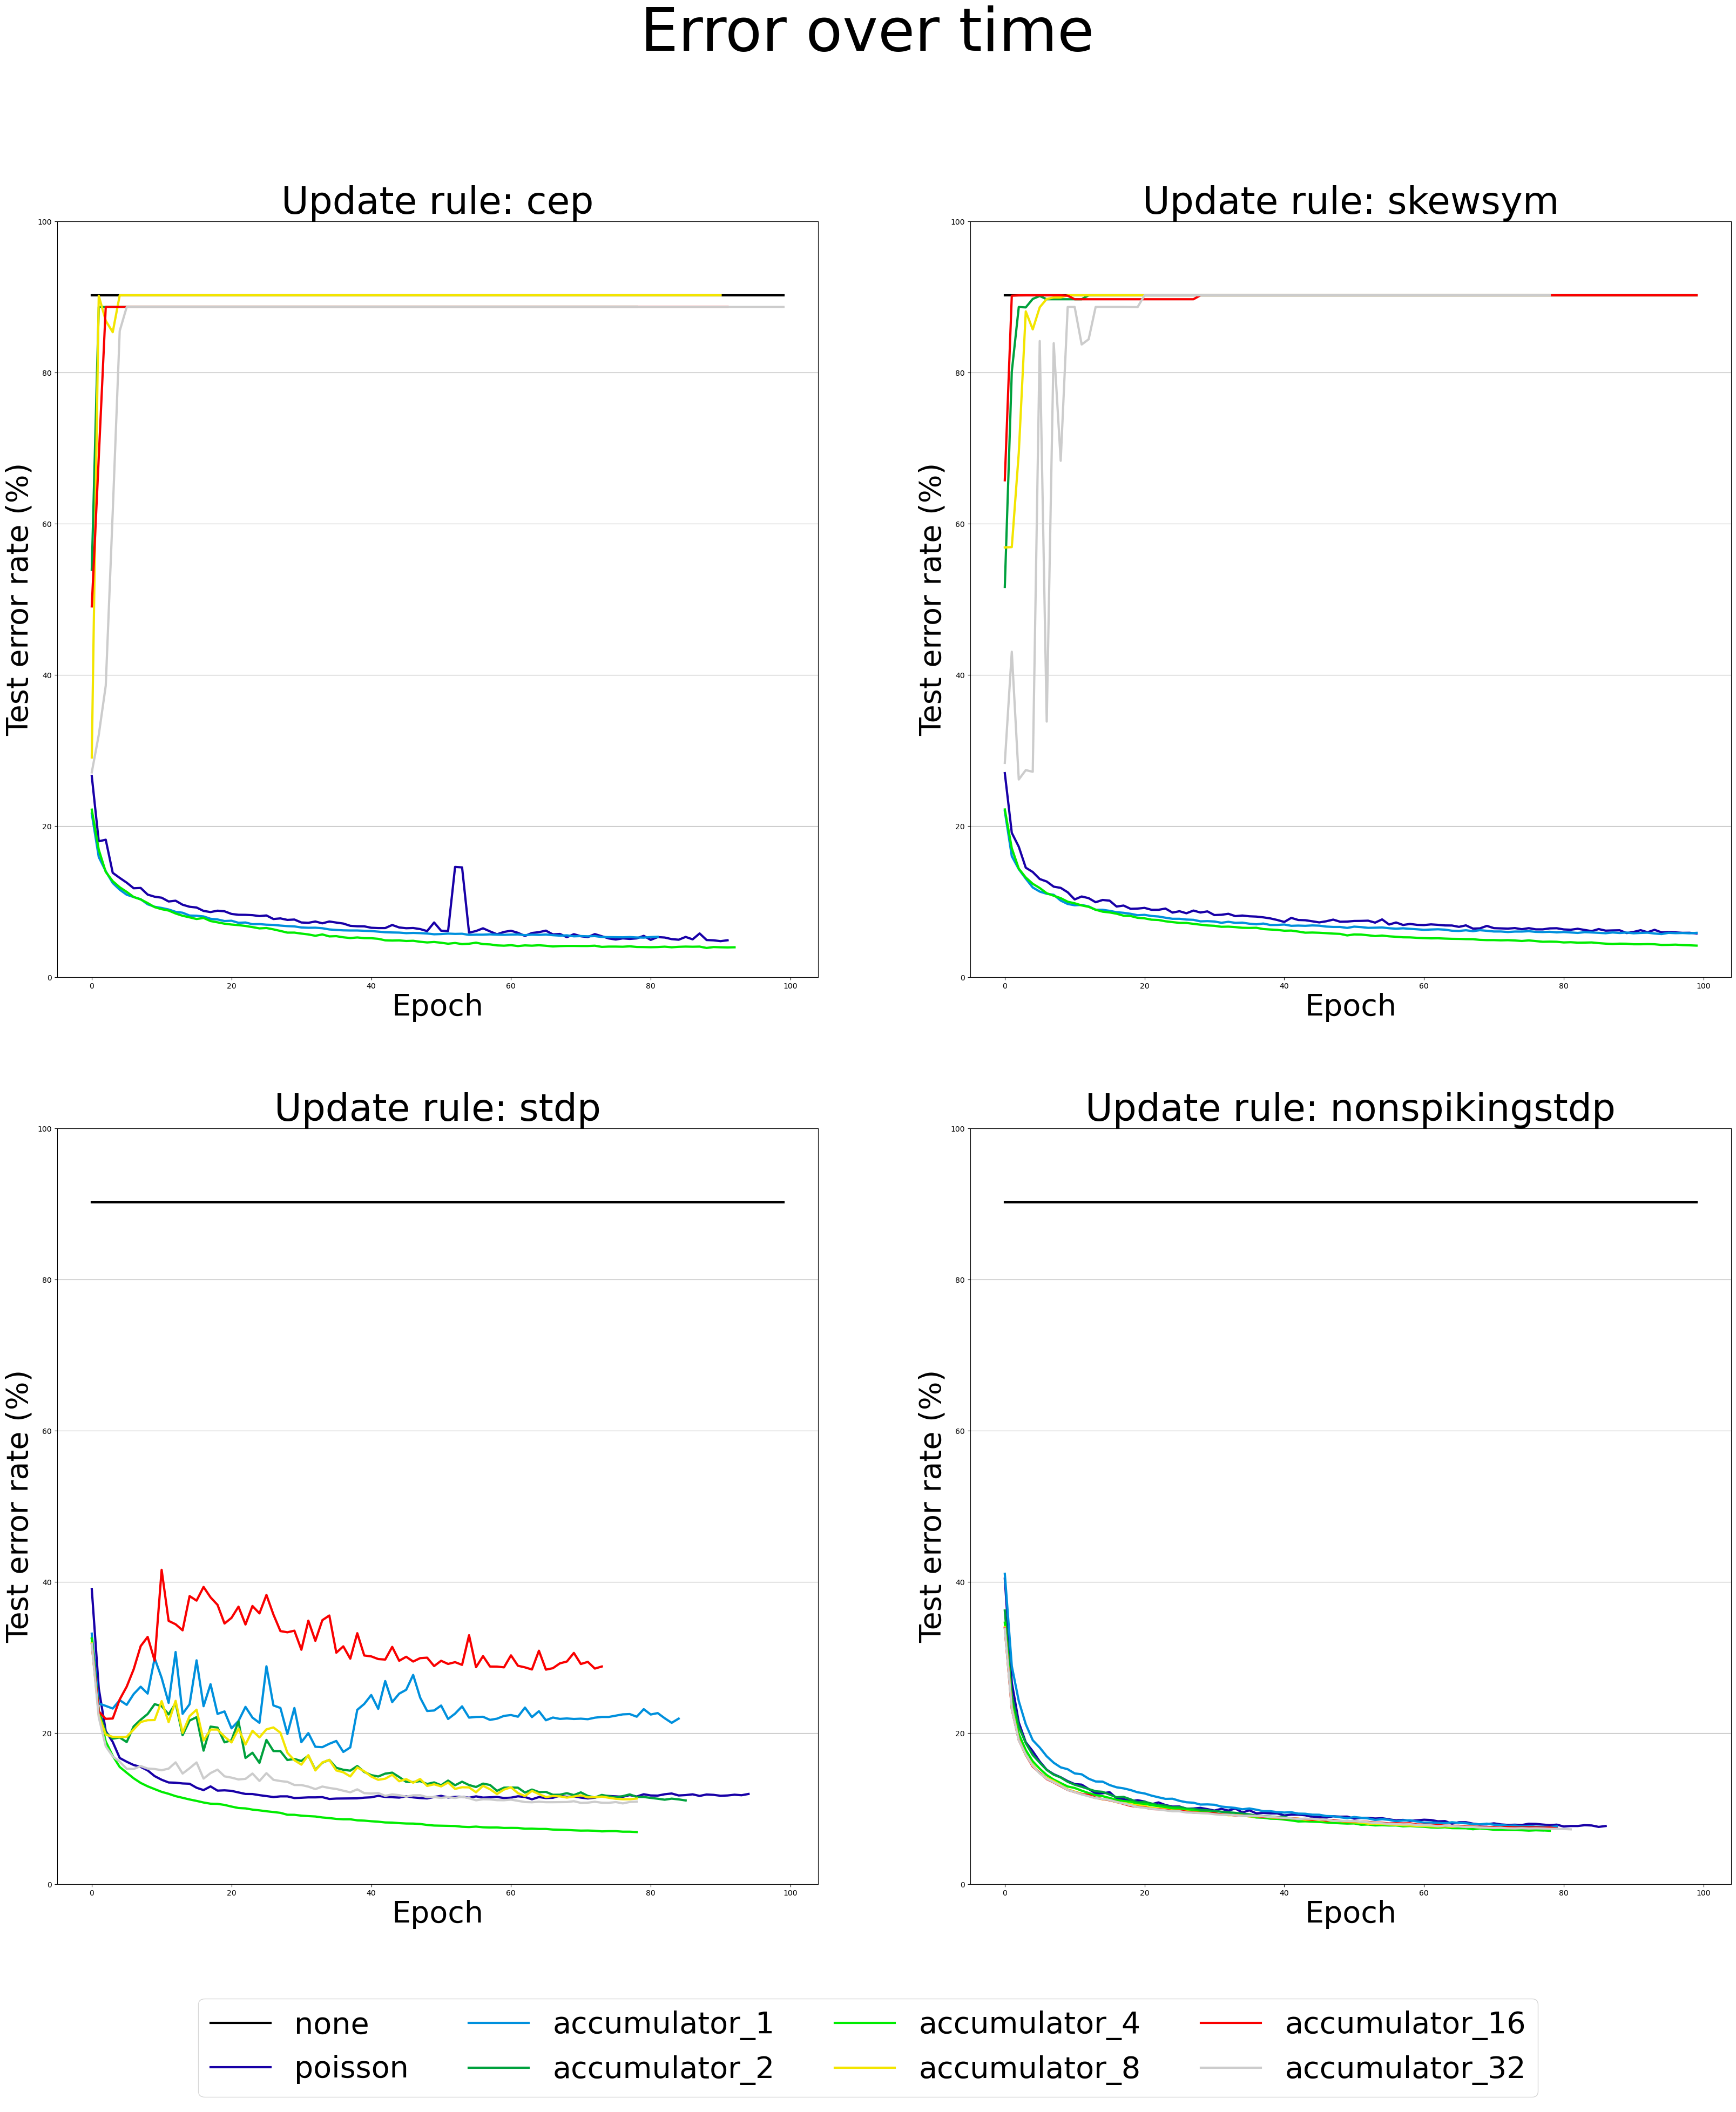 Error over time
Update rule: cep
Update rule: skewsym
100
80
60
40
20
0
Test error rate (%)
0 20 40 60 80 100
Epoch
100
80
60
40
20
0
Test error rate (%)
0 20 40 60 80 100
Epoch
Update rule: stdp
Update rule: nonspikingstdp
100
80
60
40
20
0
Test error rate (%)
0 20 40 60 80 100
Epoch
100
80
60
40
20
0
Test error rate (%)
0 20 40 60 80 100
Epoch
none accumulator_1 accumulator_4 accumulator_16
poisson accumulator_2 accumulator_8 accumulator_32